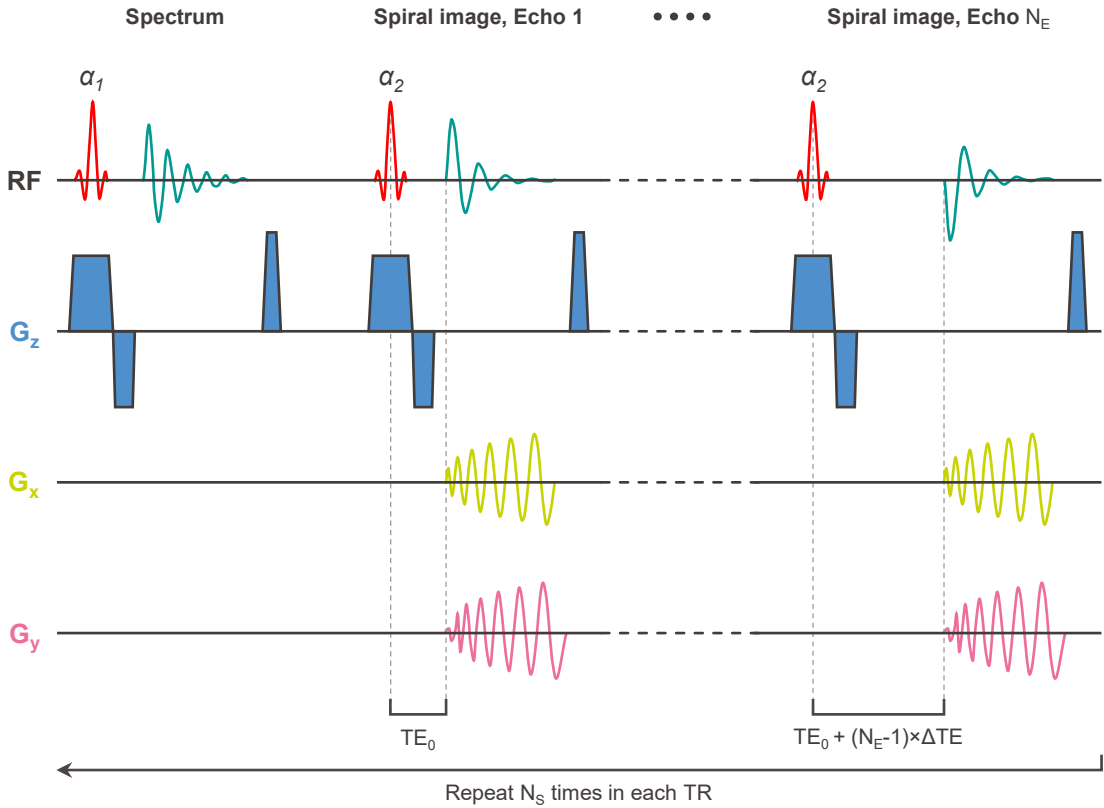 Spectrum
Spiral image, Echo 1
• • • •
Spiral image, Echo N_E
α_1
α_2
α_2
RF
G_z
G_x
G_y
TE_0
TE_0 + (N_E-1)×ΔTE
Repeat N_S times in each TR